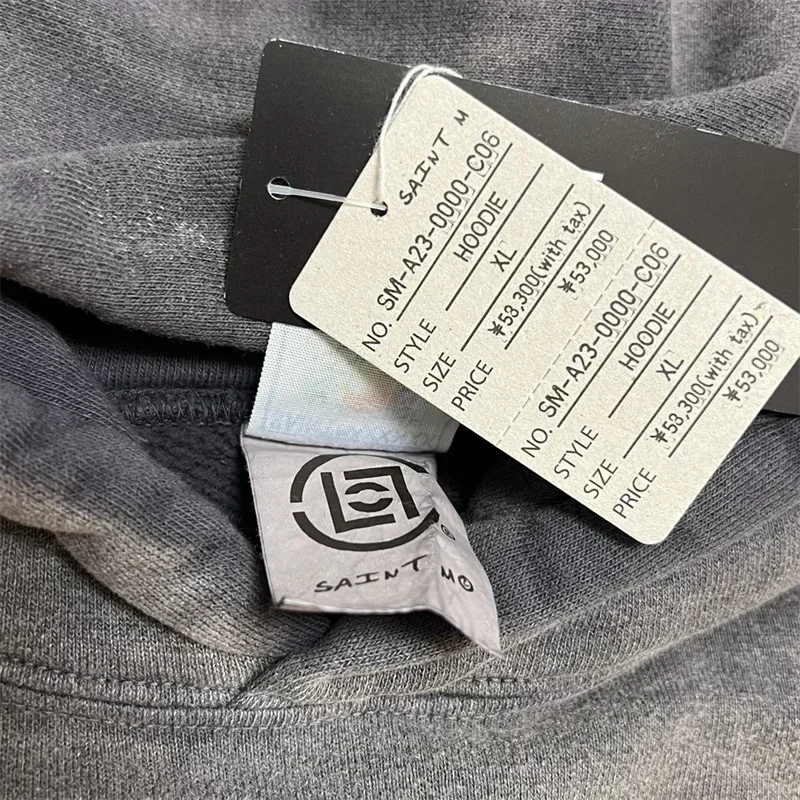 SAINT M
NO. SM-A23-0000-C06
STYLE HOODIE
SIZE XL
PRICE ¥58,300(with tax)
¥53,000
NO. SM-A23-0000-C06
STYLE HOODIE
SIZE XL
PRICE ¥58,300(with tax)
¥53,000
SAINT M